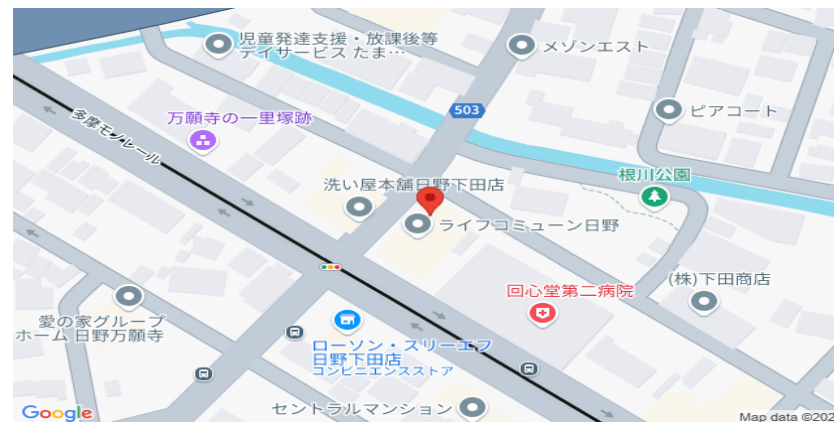 児童発達支援・放課後等
デイサービス たま…
メゾンエスト
503
ピアコート
多摩モノレール
万願寺の一里塚跡
根川公園
洗い屋本舗日野下田店
ライフコミューン日野
(株)下田商店
回心堂第二病院
愛の家グループ
ホーム 日野万願寺
ローソン・スリーエフ
日野下田店
コンビニエンスストア
セントラルマンション
Google
Map data ©202